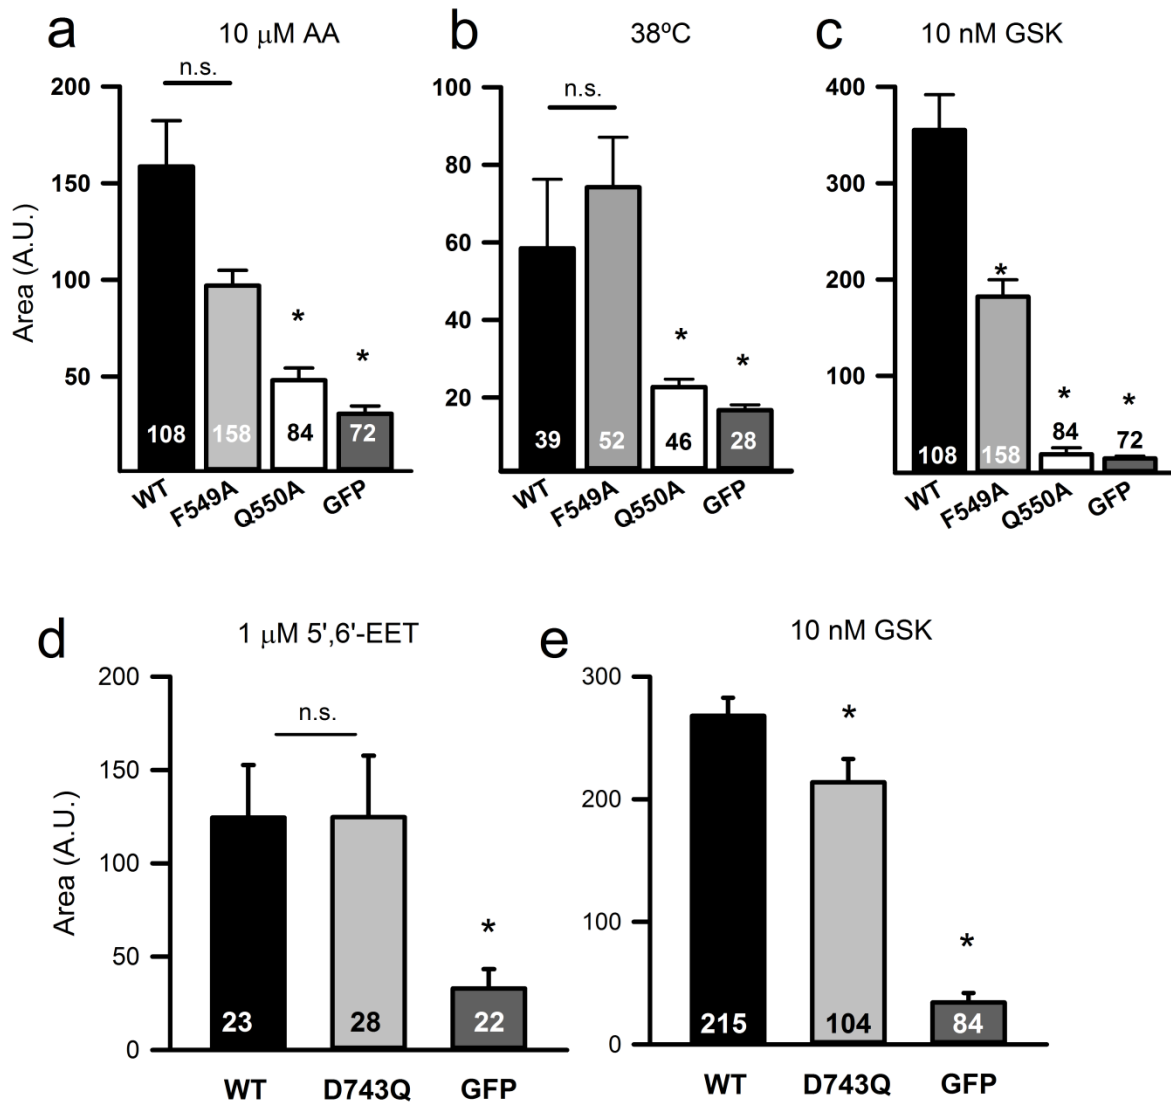 a 10 μM AA
n.s.
Area (A.U.)
200
150
100
50
*
*
108 158 84 72
WT F549A Q550A GFP
b 38ºC
n.s.
100
80
60
40
20
*
*
39 52 46 28
WT F549A Q550A GFP
c 10 nM GSK
400
300
200
100
*
*
*
108 158 84 72
WT F549A Q550A GFP
d 1 μM 5',6'-EET
n.s.
Area (A.U.)
200
150
100
50
0
*
23 28 22
WT D743Q GFP
e 10 nM GSK
300
200
100
0
*
*
215 104 84
WT D743Q GFP